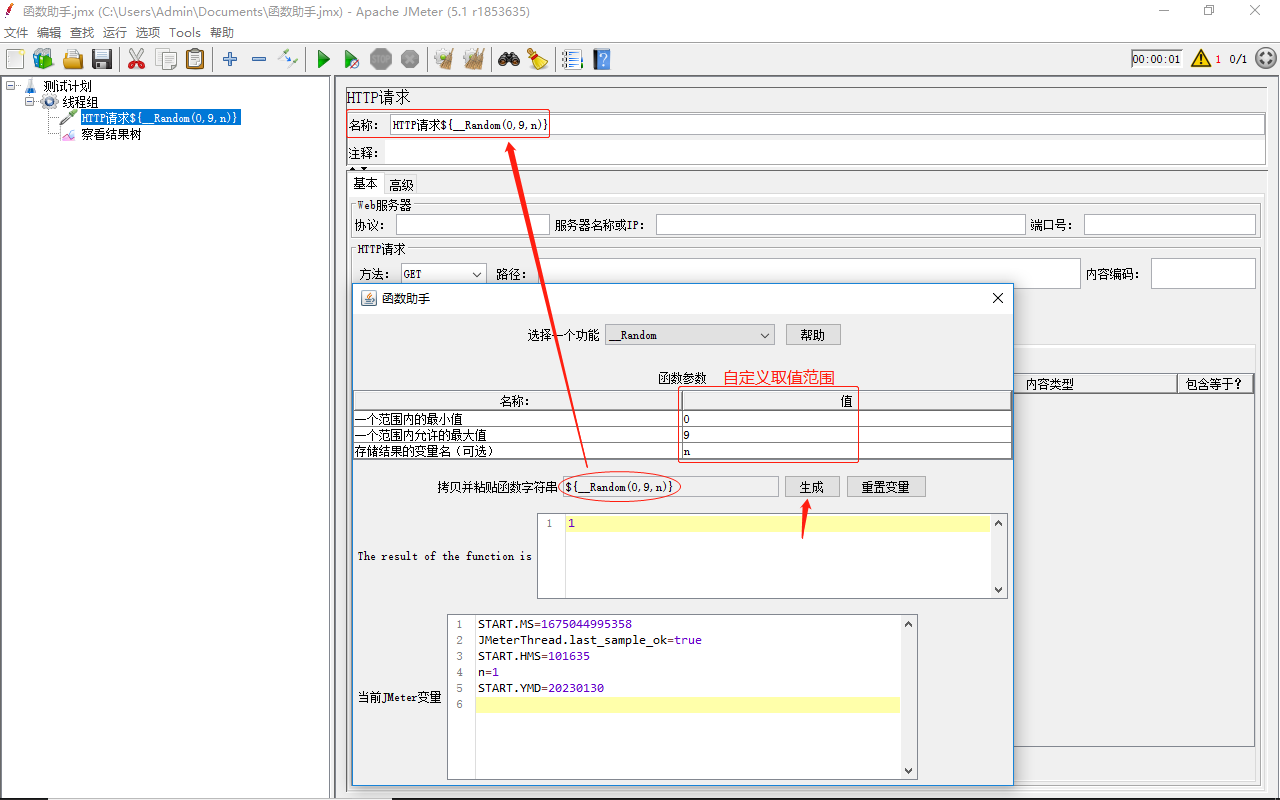 函数助手.jmx (C:\Users\Admin\Documents\函数助手.jmx) - Apache JMeter (5.1 r1853635)
文件 编辑 查找 运行 选项 Tools 帮助
STOP
00:00:01 1 0/1
测试计划
线程组
HTTP请求${__Random(0,9,n)}
察看结果树
HTTP请求
名称: HTTP请求${__Random(0,9,n)}
注释:
基本 高级
Web服务器
协议: 服务器名称或IP: 端口号:
HTTP请求
方法: GET 路径: 内容编码:
内容类型 包含等于?
函数助手
选择一个功能 __Random 帮助
函数参数 自定义取值范围
名称: 值
一个范围内的最小值 0
一个范围内允许的最大值 9
存储结果的变量名（可选） n
拷贝并粘贴函数字符串 ${__Random(0,9,n)} 生成 重置变量
The result of the function is
1 1
当前JMeter变量
1 START.MS=1675044995358
2 JMeterThread.last_sample_ok=true
3 START.HMS=101635
4 n=1
5 START.YMD=20230130
6